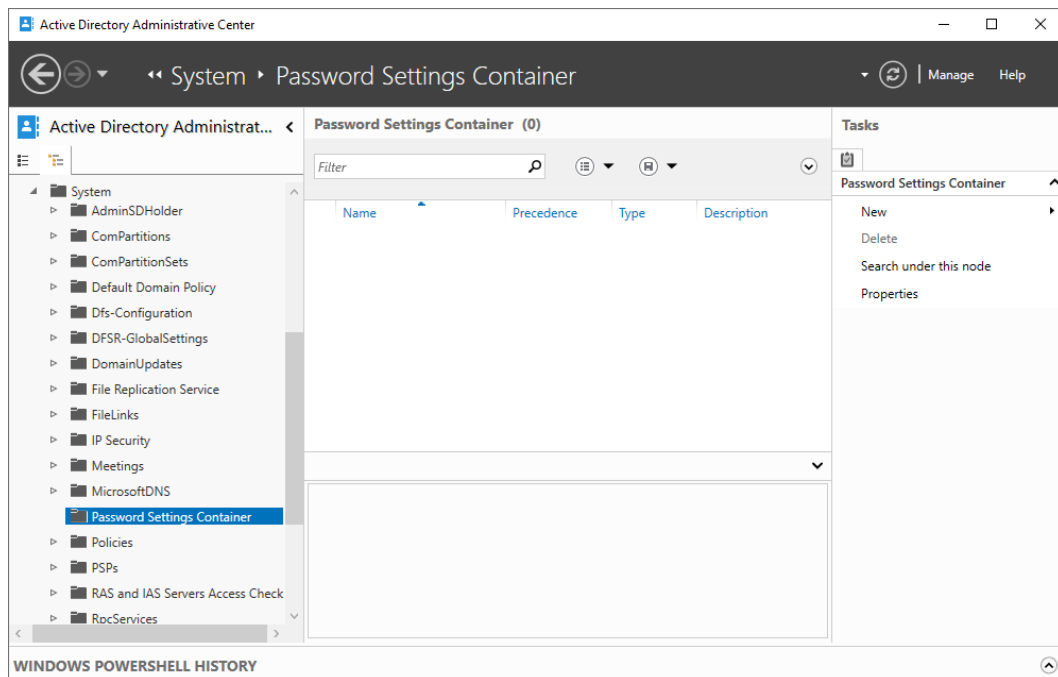 Active Directory Administrative Center
System Password Settings Container
Manage Help
Active Directory Administrat...
System
AdminSDHolder
ComPartitions
ComPartitionSets
Default Domain Policy
Dfs-Configuration
DFSR-GlobalSettings
DomainUpdates
File Replication Service
FileLinks
IP Security
Meetings
MicrosoftDNS
Password Settings Container
Policies
PSPs
RAS and IAS Servers Access Check
RpcServices
Password Settings Container (0)
Filter
Name Precedence Type Description
Tasks
Password Settings Container
New
Delete
Search under this node
Properties
WINDOWS POWERSHELL HISTORY